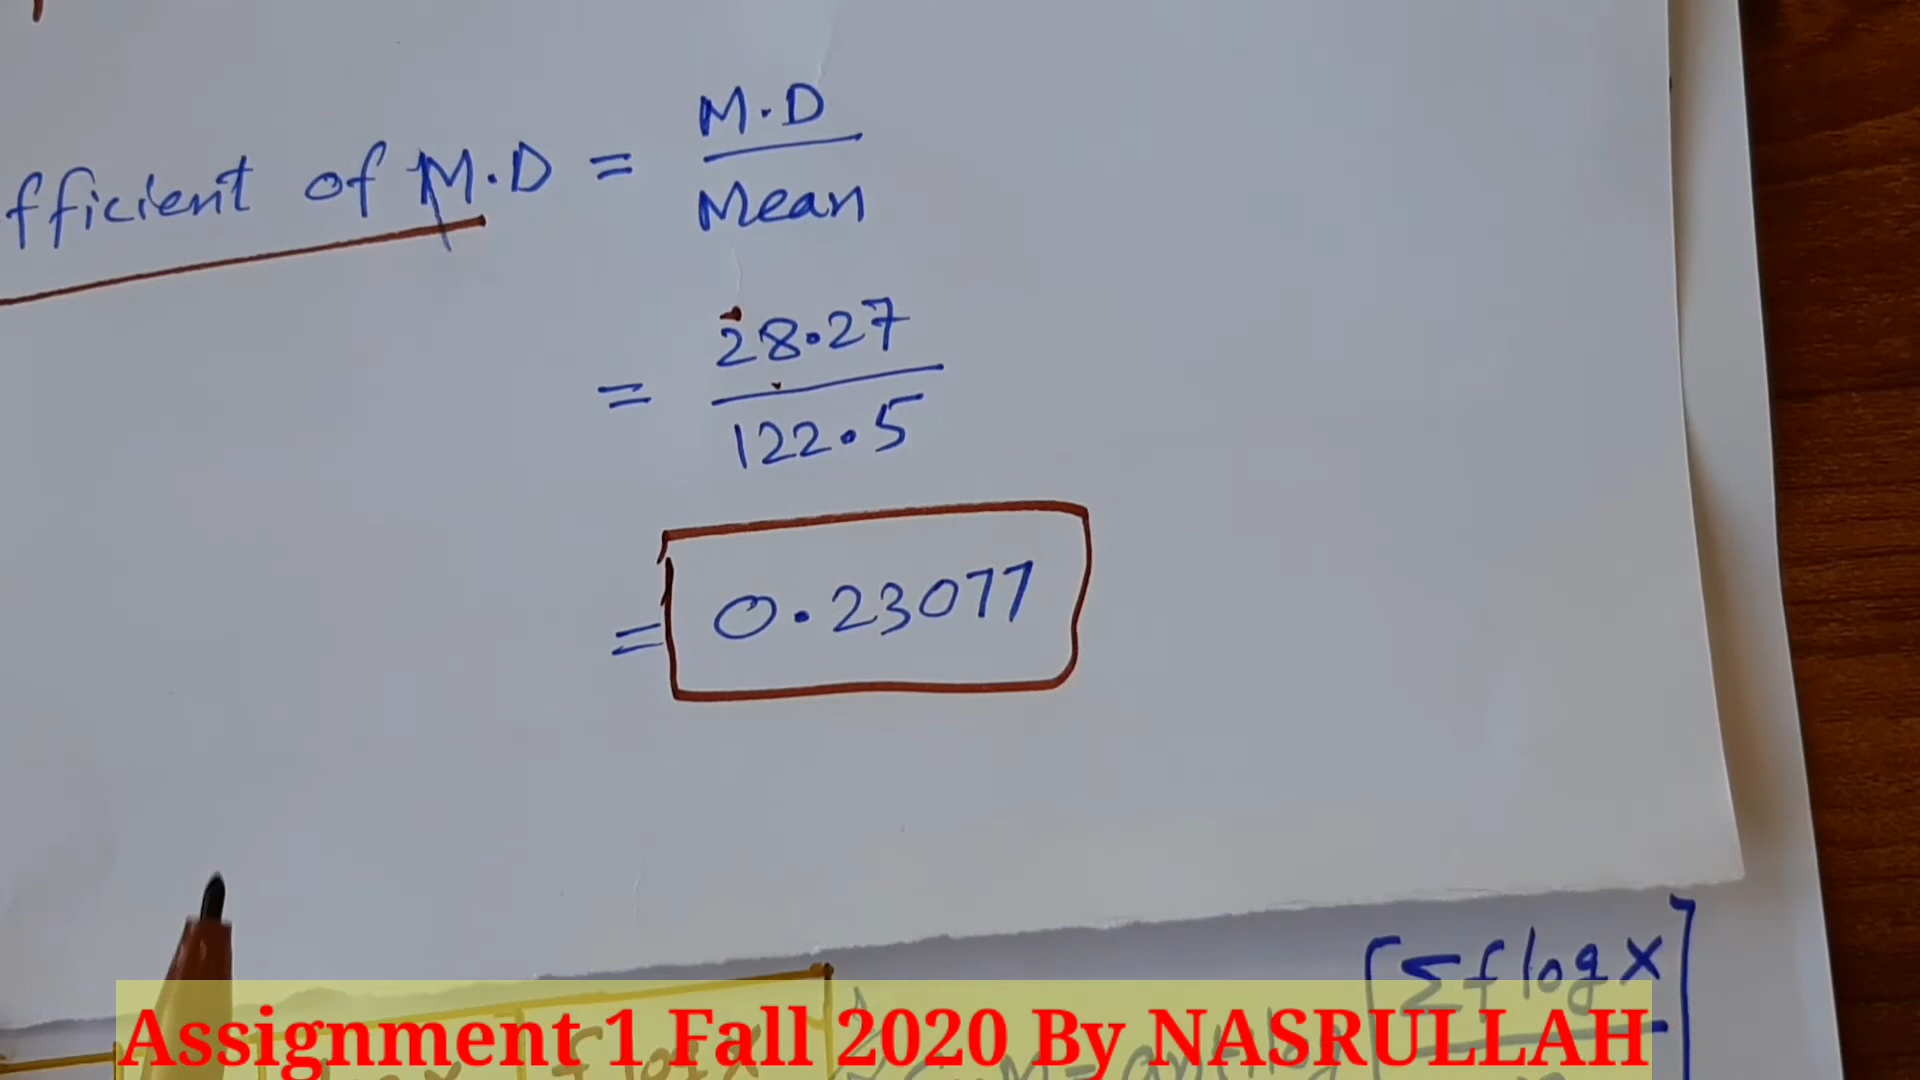 fficient of M.D = M.D
Mean
= 28.27
122.5
= 0.23077
Σf log x
Assignment 1 Fall 2020 By NASRULLAH